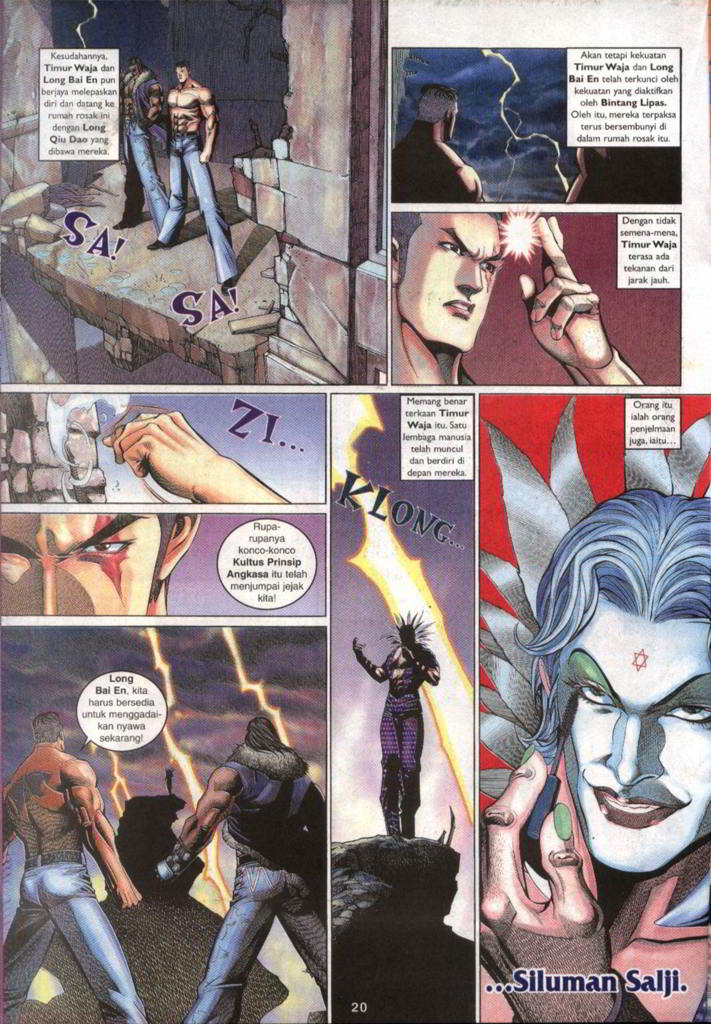 Kesudahannya,
Timur Waja dan
Long Bai En pun
berjaya melepaskan
diri dan datang ke
rumah rosak ini
dengan Long
Qiu Dao yang
dibawa mereka.
SA!
SA!
Akan tetapi kekuatan
Timur Waja dan Long
Bai En telah terkunci oleh
kekuatan yang diaktifkan
oleh Bintang Lipas.
Oleh itu, mereka terpaksa
terus bersembunyi di
dalam rumah rosak itu.
Dengan tidak
semena-mena,
Timur Waja
terasa ada
tekanan dari
jarak jauh.
ZI...
Rupa-
rupanya
konco-konco
Kultus Prinsip
Angkasa itu telah
menjumpai jejak
kita!
Long
Bai En, kita
harus bersedia
untuk menggadai-
kan nyawa
sekarang!
Memang benar
terkaan Timur
Waja itu. Satu
lembaga manusia
telah muncul
dan berdiri di
depan mereka.
KLONG...
Orang itu
ialah orang
penjelmaan
juga, iaitu...
...Siluman Salji.
20